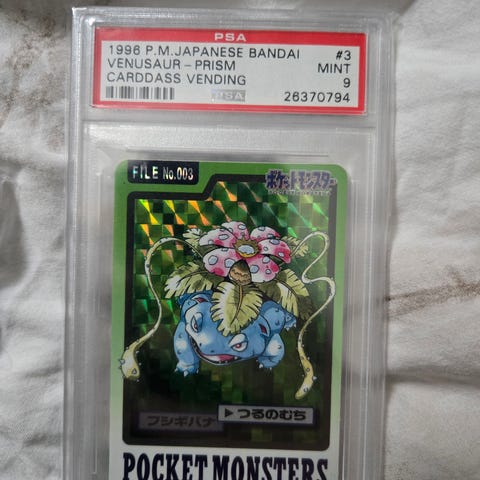 PSA
1996 P.M.JAPANESE BANDAI #3
VENUSAUR-PRISM MINT
CARDDASS VENDING 9
PSA 26370794
FILE No.003
ポケットモンスター
フシギバナ ▶つるのむち
POCKET MONSTERS